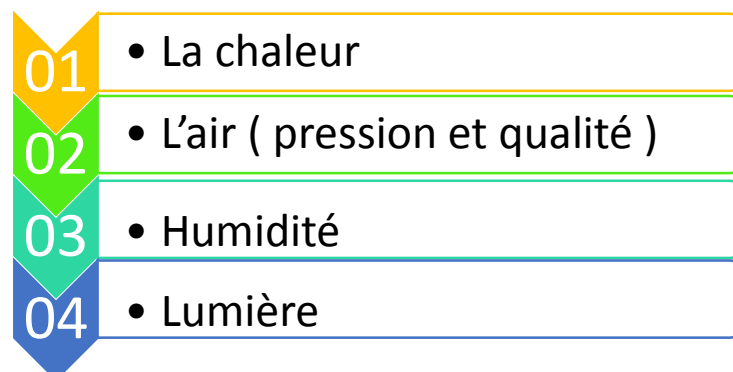 01 • La chaleur
02 • L’air ( pression et qualité )
03 • Humidité
04 • Lumière